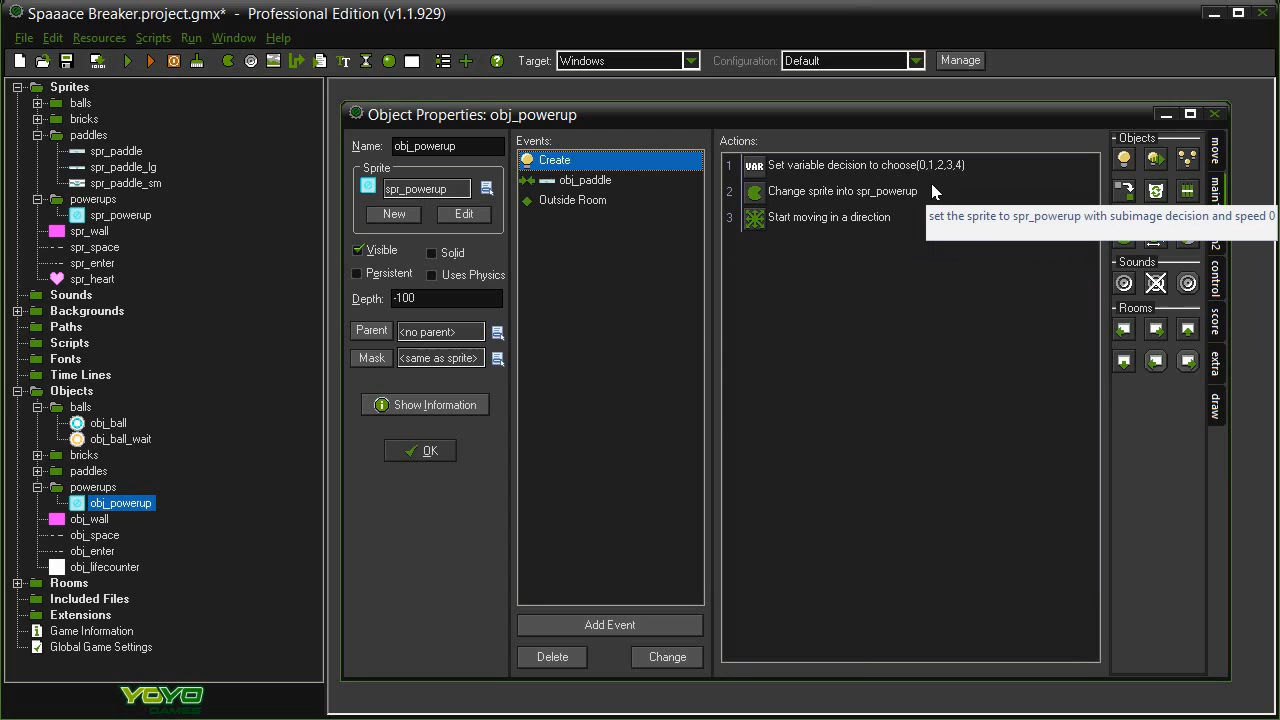 Spaaace Breaker.project.gmx* - Professional Edition (v1.1.929)
File Edit Resources Scripts Run Window Help
Target: Windows Configuration: Default Manage
Sprites
balls
bricks
paddles
spr_paddle
spr_paddle_lg
spr_paddle_sm
powerups
spr_powerup
spr_wall
spr_space
spr_enter
spr_heart
Sounds
Backgrounds
Paths
Scripts
Fonts
Time Lines
Objects
balls
obj_ball
obj_ball_wait
bricks
paddles
powerups
obj_powerup
obj_wall
obj_space
obj_enter
obj_lifecounter
Rooms
Included Files
Extensions
Game Information
Global Game Settings
YOYO
GAMES
Object Properties: obj_powerup
Name: obj_powerup
Sprite
spr_powerup
New Edit
Visible Solid
Persistent Uses Physics
Depth: -100
Parent <no parent>
Mask <same as sprite>
Show Information
OK
Events:
Create
obj_paddle
Outside Room
Add Event
Delete Change
Actions:
1 VAR Set variable decision to choose(0,1,2,3,4)
2 Change sprite into spr_powerup
3 Start moving in a direction
set the sprite to spr_powerup with subimage decision and speed 0
Objects
Sounds
Rooms
move
control
score
extra
draw